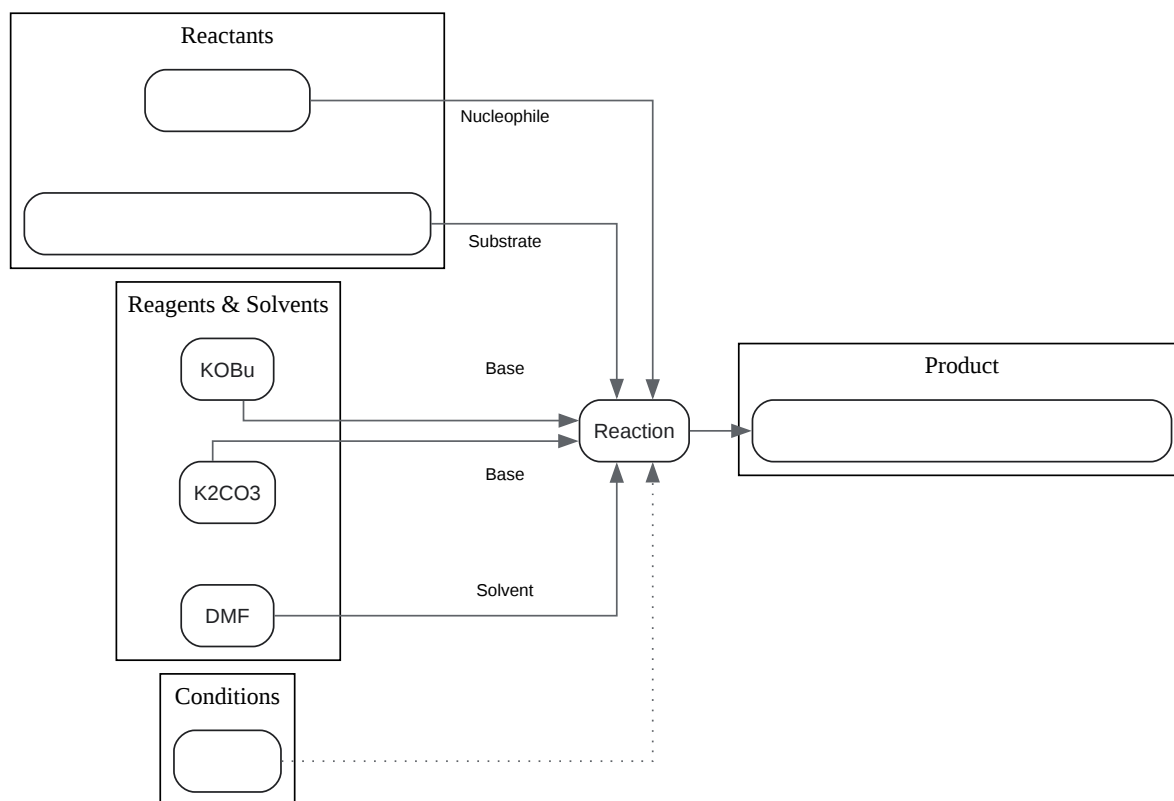 Reactants
Nucleophile
Substrate
Reagents & Solvents
KOBu
Base
Reaction
Product
K2CO3
Base
DMF
Solvent
Conditions